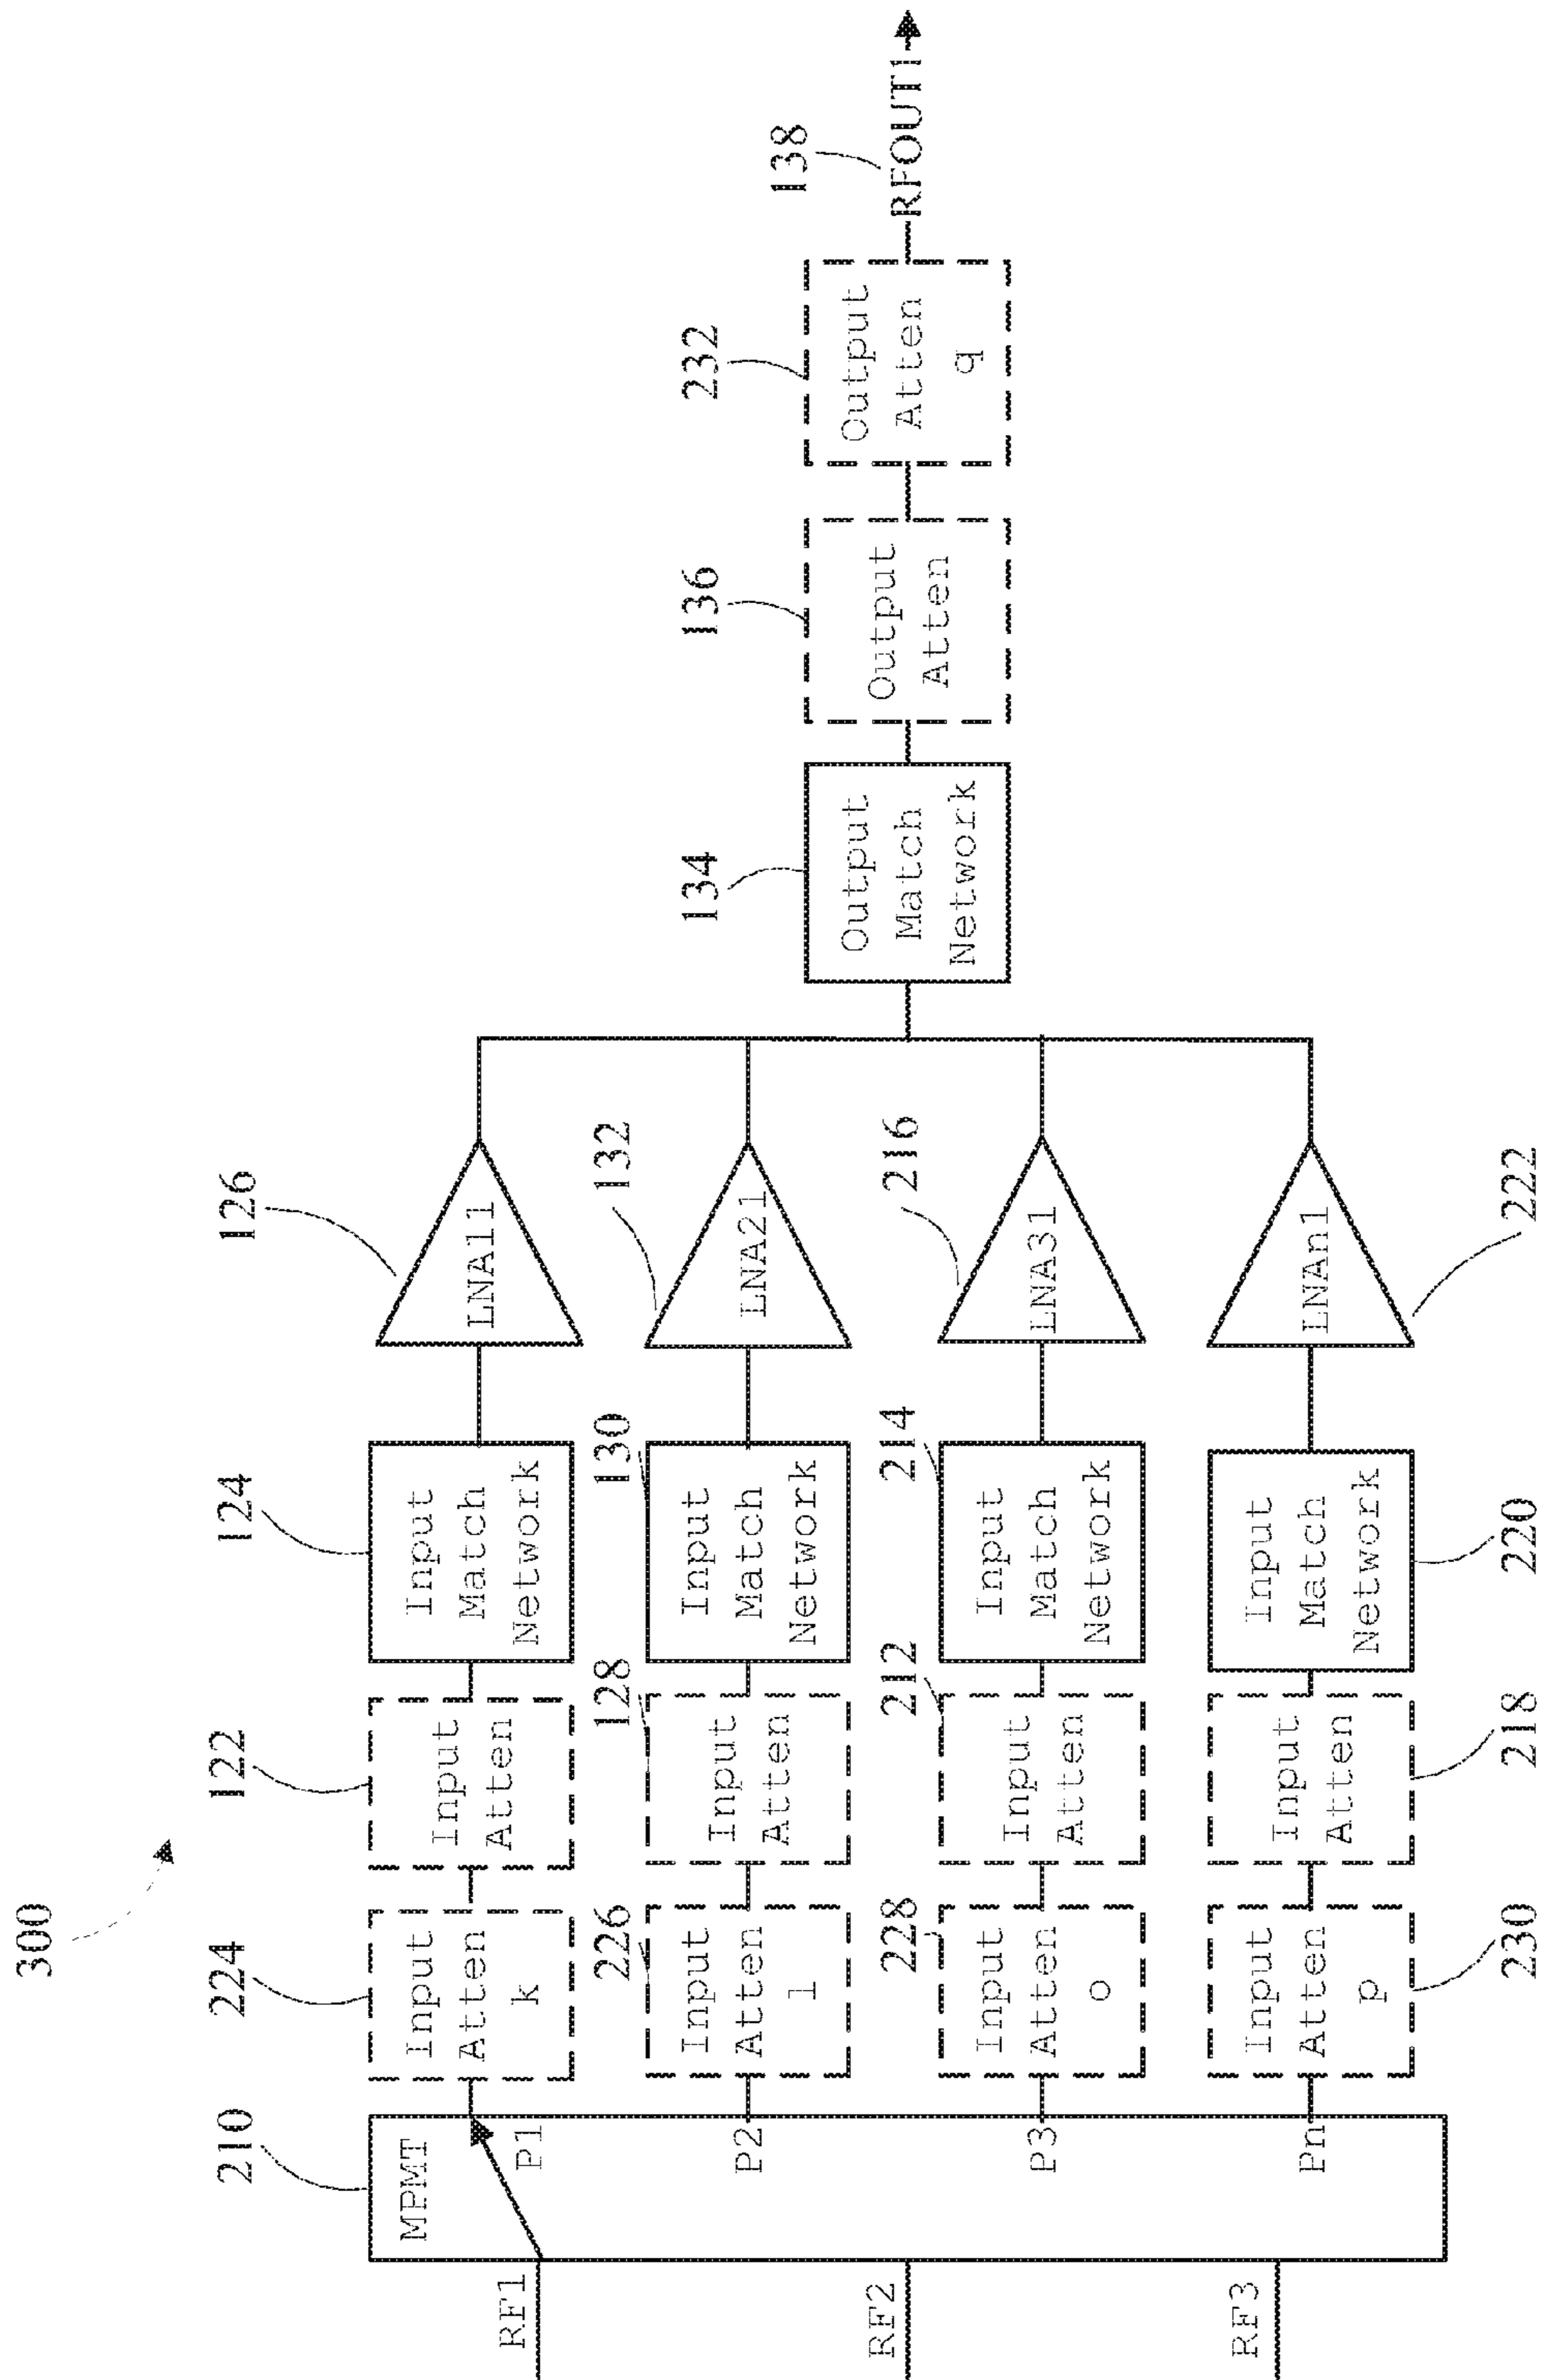 300
210
MPMT
RF1
RF2
RF3
P1
P2
P3
Pn
224
Input
Atten
k
122
Input
Atten
124
Input
Match
Network
126
LNA11
226
Input
Atten
l
128
Input
Atten
130
Input
Match
Network
132
LNA21
228
Input
Atten
o
212
Input
Atten
214
Input
Match
Network
216
LNA31
230
Input
Atten
p
218
Input
Atten
220
Input
Match
Network
222
LNAn1
134
Output
Match
Network
136
Output
Atten
232
Output
Atten
q
138
RFOUT1